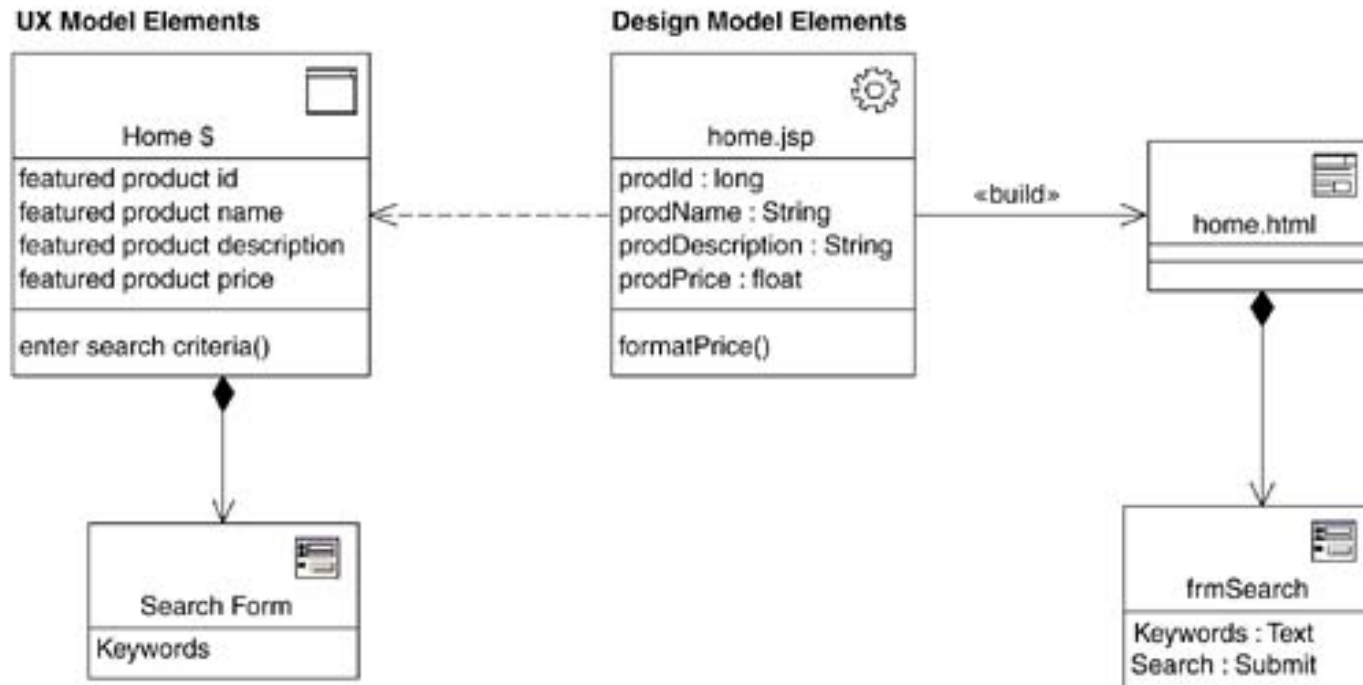 UX Model Elements
Home $
featured product id
featured product name
featured product description
featured product price
enter search criteria()
Search Form
Keywords
Design Model Elements
home.jsp
prodId : long
prodName : String
prodDescription : String
prodPrice : float
formatPrice()
«build»
home.html
frmSearch
Keywords : Text
Search : Submit